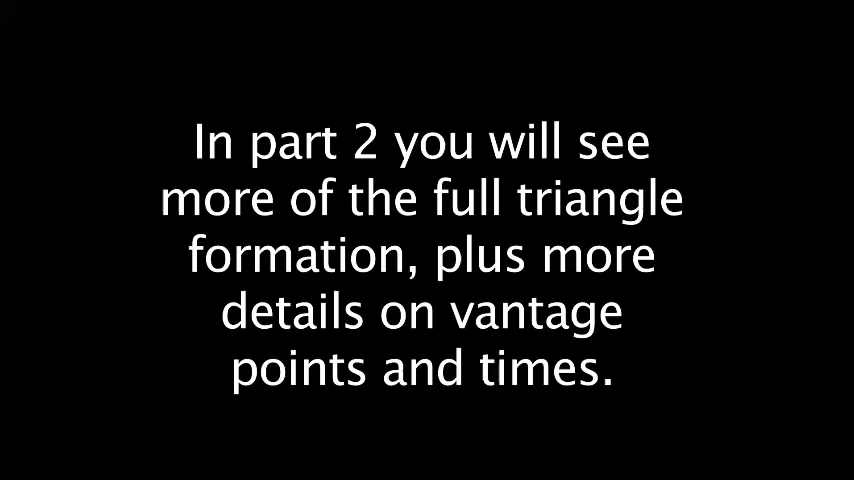 In part 2 you will see
more of the full triangle
formation, plus more
details on vantage
points and times.